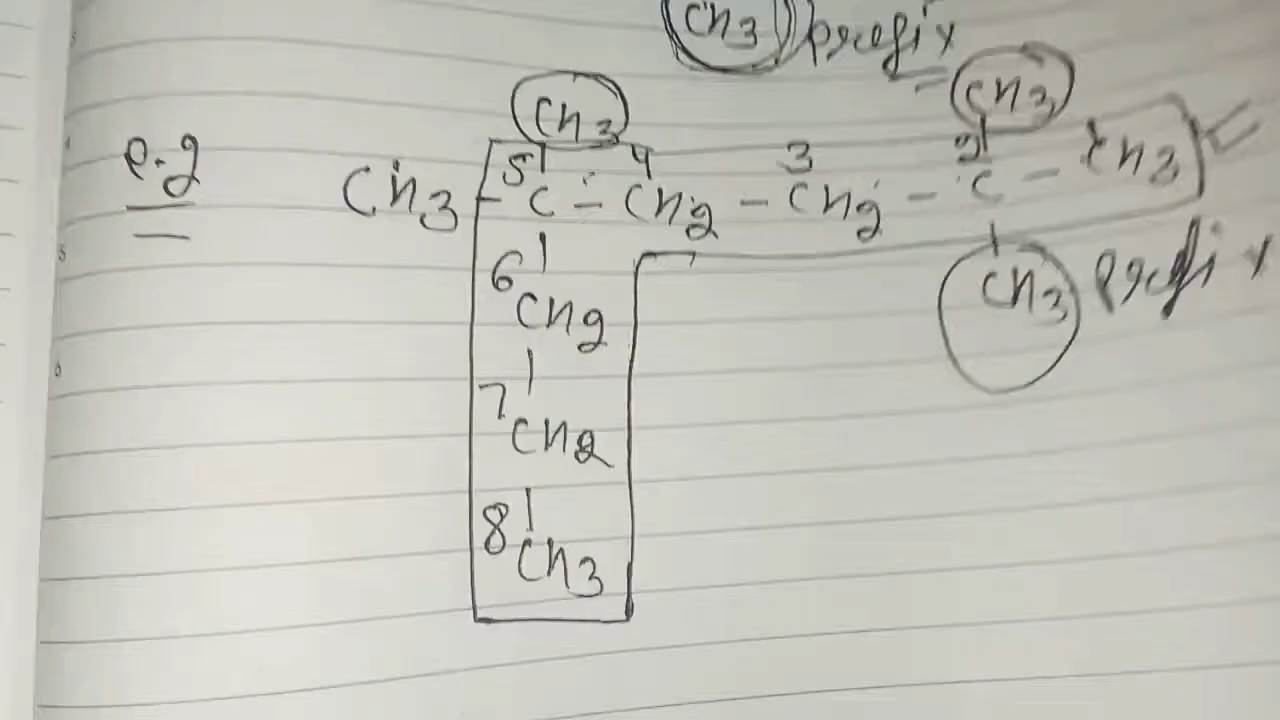 CH3 prefix
CH3 CH3
e.g CH3 - 5C - 4CH2 - 3CH2 - 2C - CH3
6CH2 CH3 prefix
7CH2
8CH3